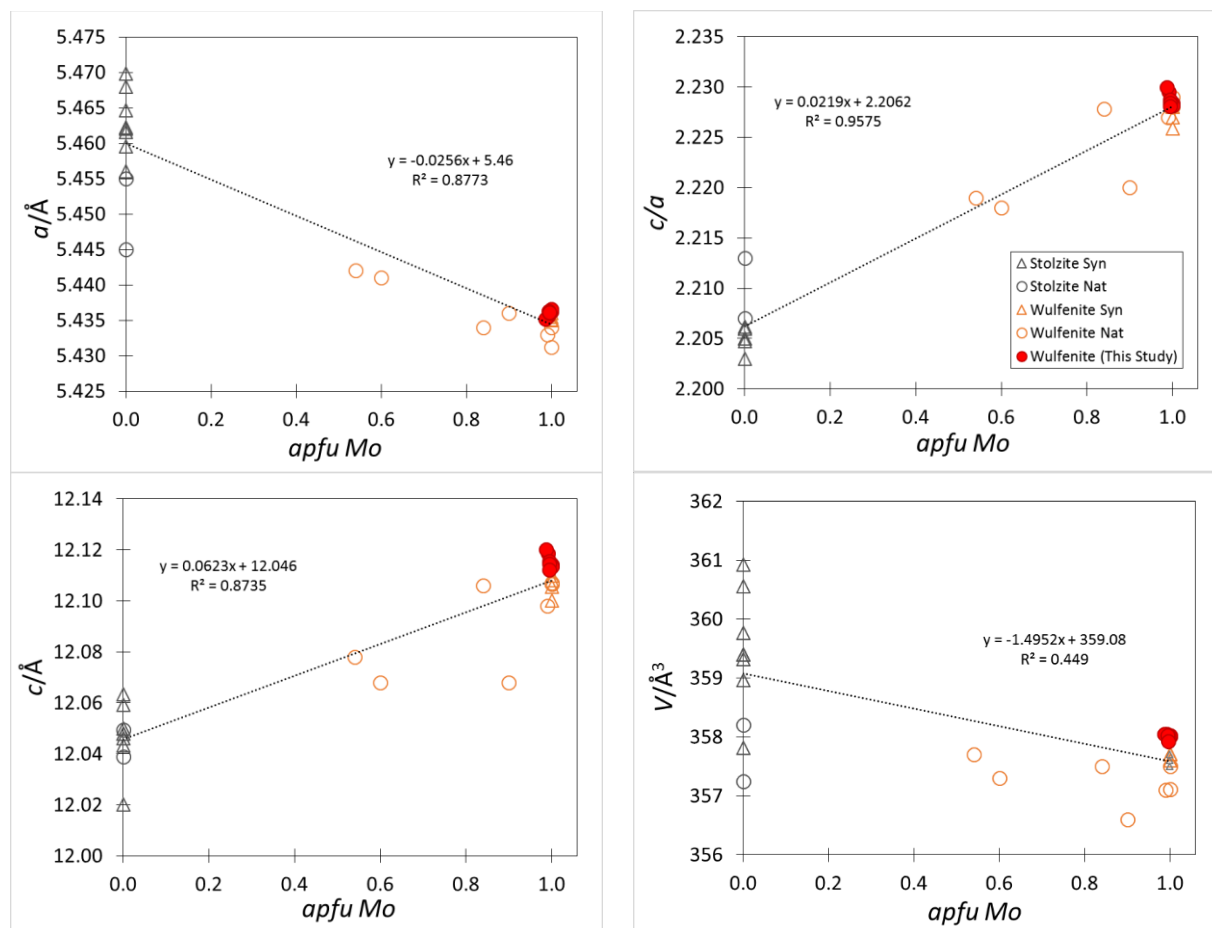 5.475
5.470
5.465
5.460
5.455
5.450
5.445
5.440
5.435
5.430
5.425
a/Å
y = -0.0256x + 5.46
R² = 0.8773
0.0 0.2 0.4 0.6 0.8 1.0
apfu Mo
2.235
2.230
2.225
2.220
2.215
2.210
2.205
2.200
c/a
y = 0.0219x + 2.2062
R² = 0.9575
Stolzite Syn
Stolzite Nat
Wulfenite Syn
Wulfenite Nat
Wulfenite (This Study)
0.0 0.2 0.4 0.6 0.8 1.0
apfu Mo
12.14
12.12
12.10
12.08
12.06
12.04
12.02
12.00
c/Å
y = 0.0623x + 12.046
R² = 0.8735
0.0 0.2 0.4 0.6 0.8 1.0
apfu Mo
362
361
360
359
358
357
356
V/Å³
y = -1.4952x + 359.08
R² = 0.449
0.0 0.2 0.4 0.6 0.8 1.0
apfu Mo